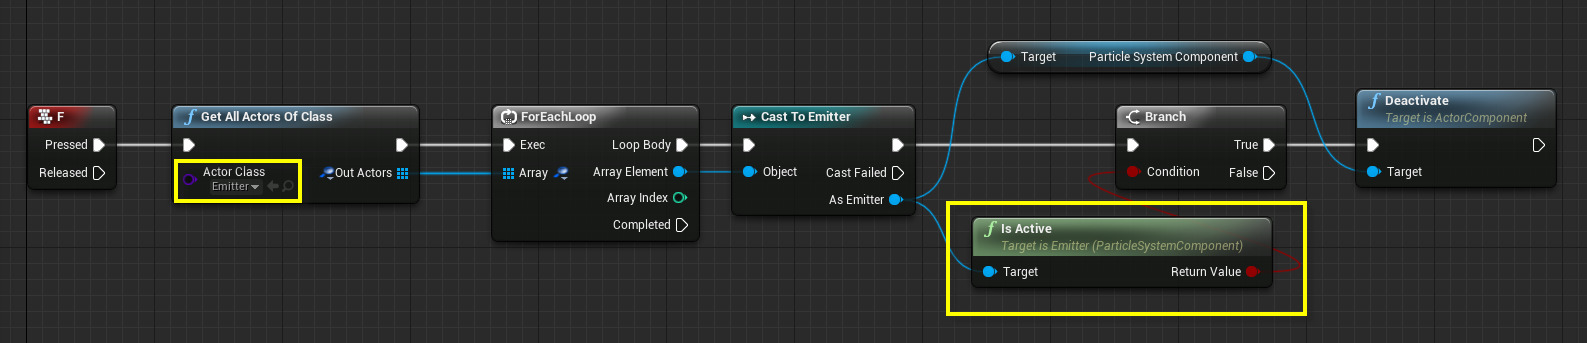 F
Pressed
Released
Get All Actors Of Class
Actor Class
Emitter
Out Actors
ForEachLoop
Exec
Loop Body
Array
Array Element
Array Index
Completed
Cast To Emitter
Cast Failed
Object
As Emitter
Target Particle System Component
Branch
True
Condition
False
Is Active
Target is Emitter (ParticleSystemComponent)
Target
Return Value
Deactivate
Target is ActorComponent
Target